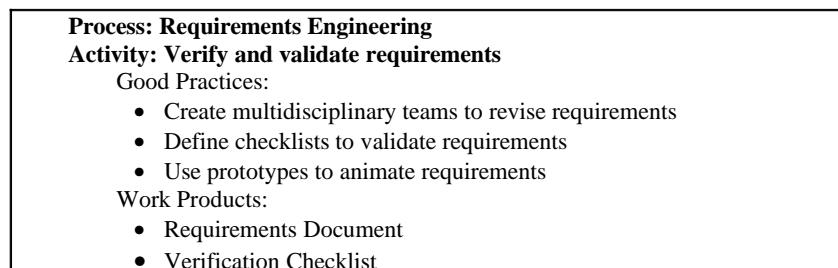 Process: Requirements Engineering
Activity: Verify and validate requirements
Good Practices:
• Create multidisciplinary teams to revise requirements
• Define checklists to validate requirements
• Use prototypes to animate requirements
Work Products:
• Requirements Document
• Verification Checklist